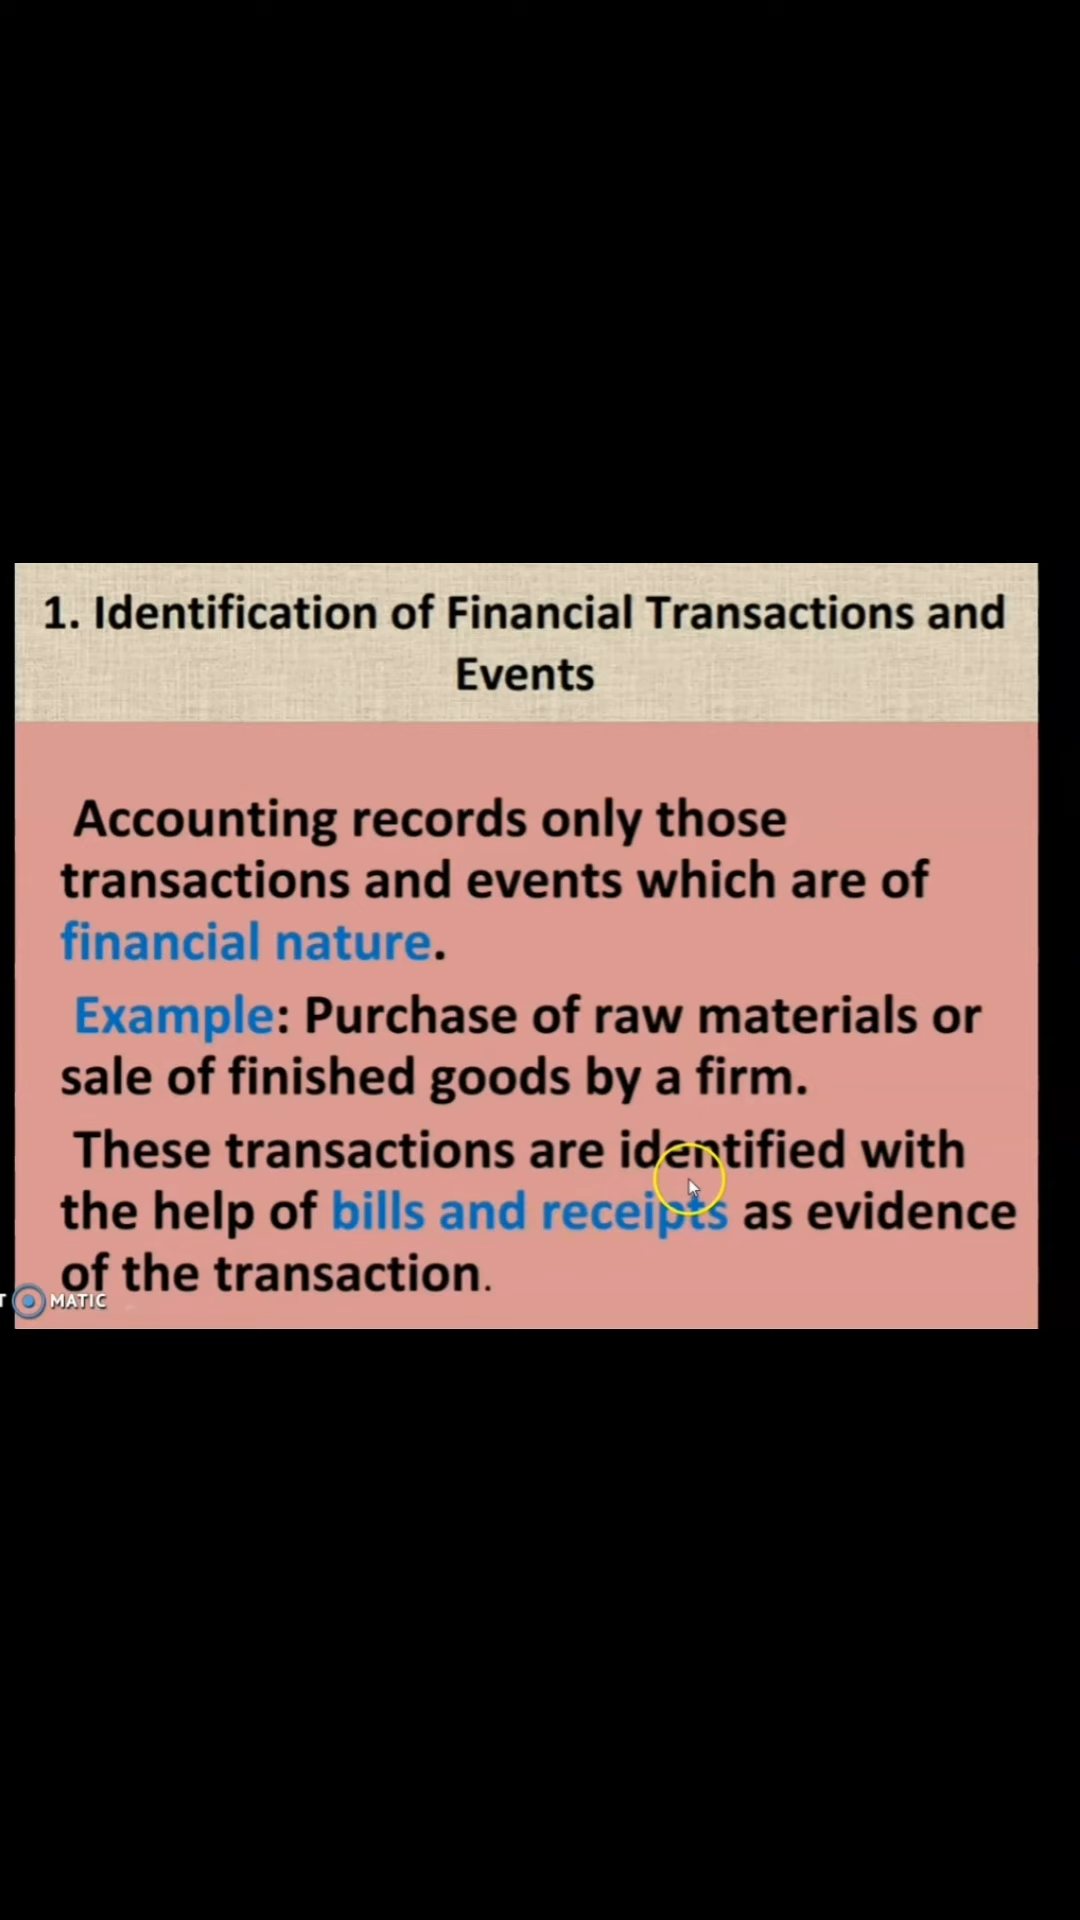 1. Identification of Financial Transactions and
Events
Accounting records only those
transactions and events which are of
financial nature.
Example: Purchase of raw materials or
sale of finished goods by a firm.
These transactions are identified with
the help of bills and receipts as evidence
of the transaction.
T MATIC